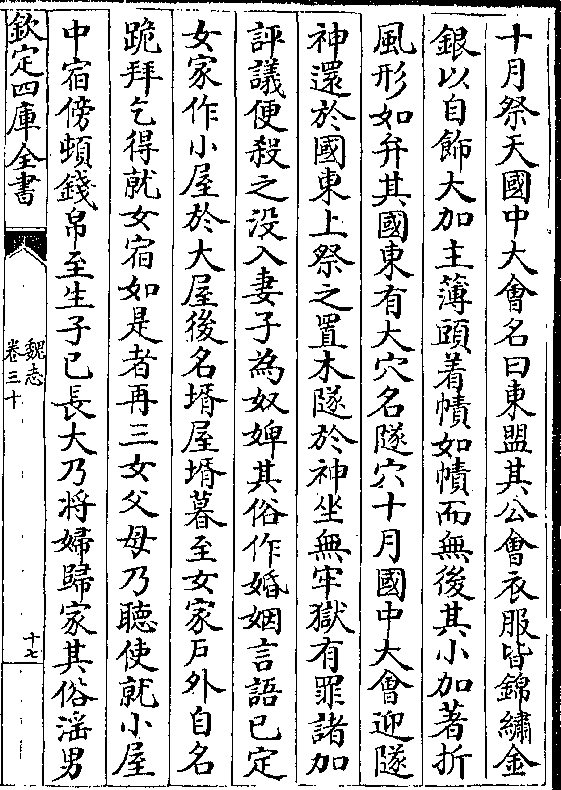 十月祭天國中大會名曰東盟其公會衣服皆錦繡金
銀以自飾大加主薄頭着幘如幘而無後其小加著折
風形如弁其國東有大穴名隧穴十月國中大會迎隧
神還於國東上祭之置木隧於神坐無牢獄有罪諸加
評議便殺之没入妻子為奴婢其俗作婚姻言語已定
女家作小屋於大屋後名壻屋壻暮至女家戸外自名
跪拜乞得就女宿如是者再三女父母乃聽使就小屋
中宿傍頓錢帛至生子已長大乃將婦歸家其俗淫男
欽定四庫全書
魏志
卷三十
十七